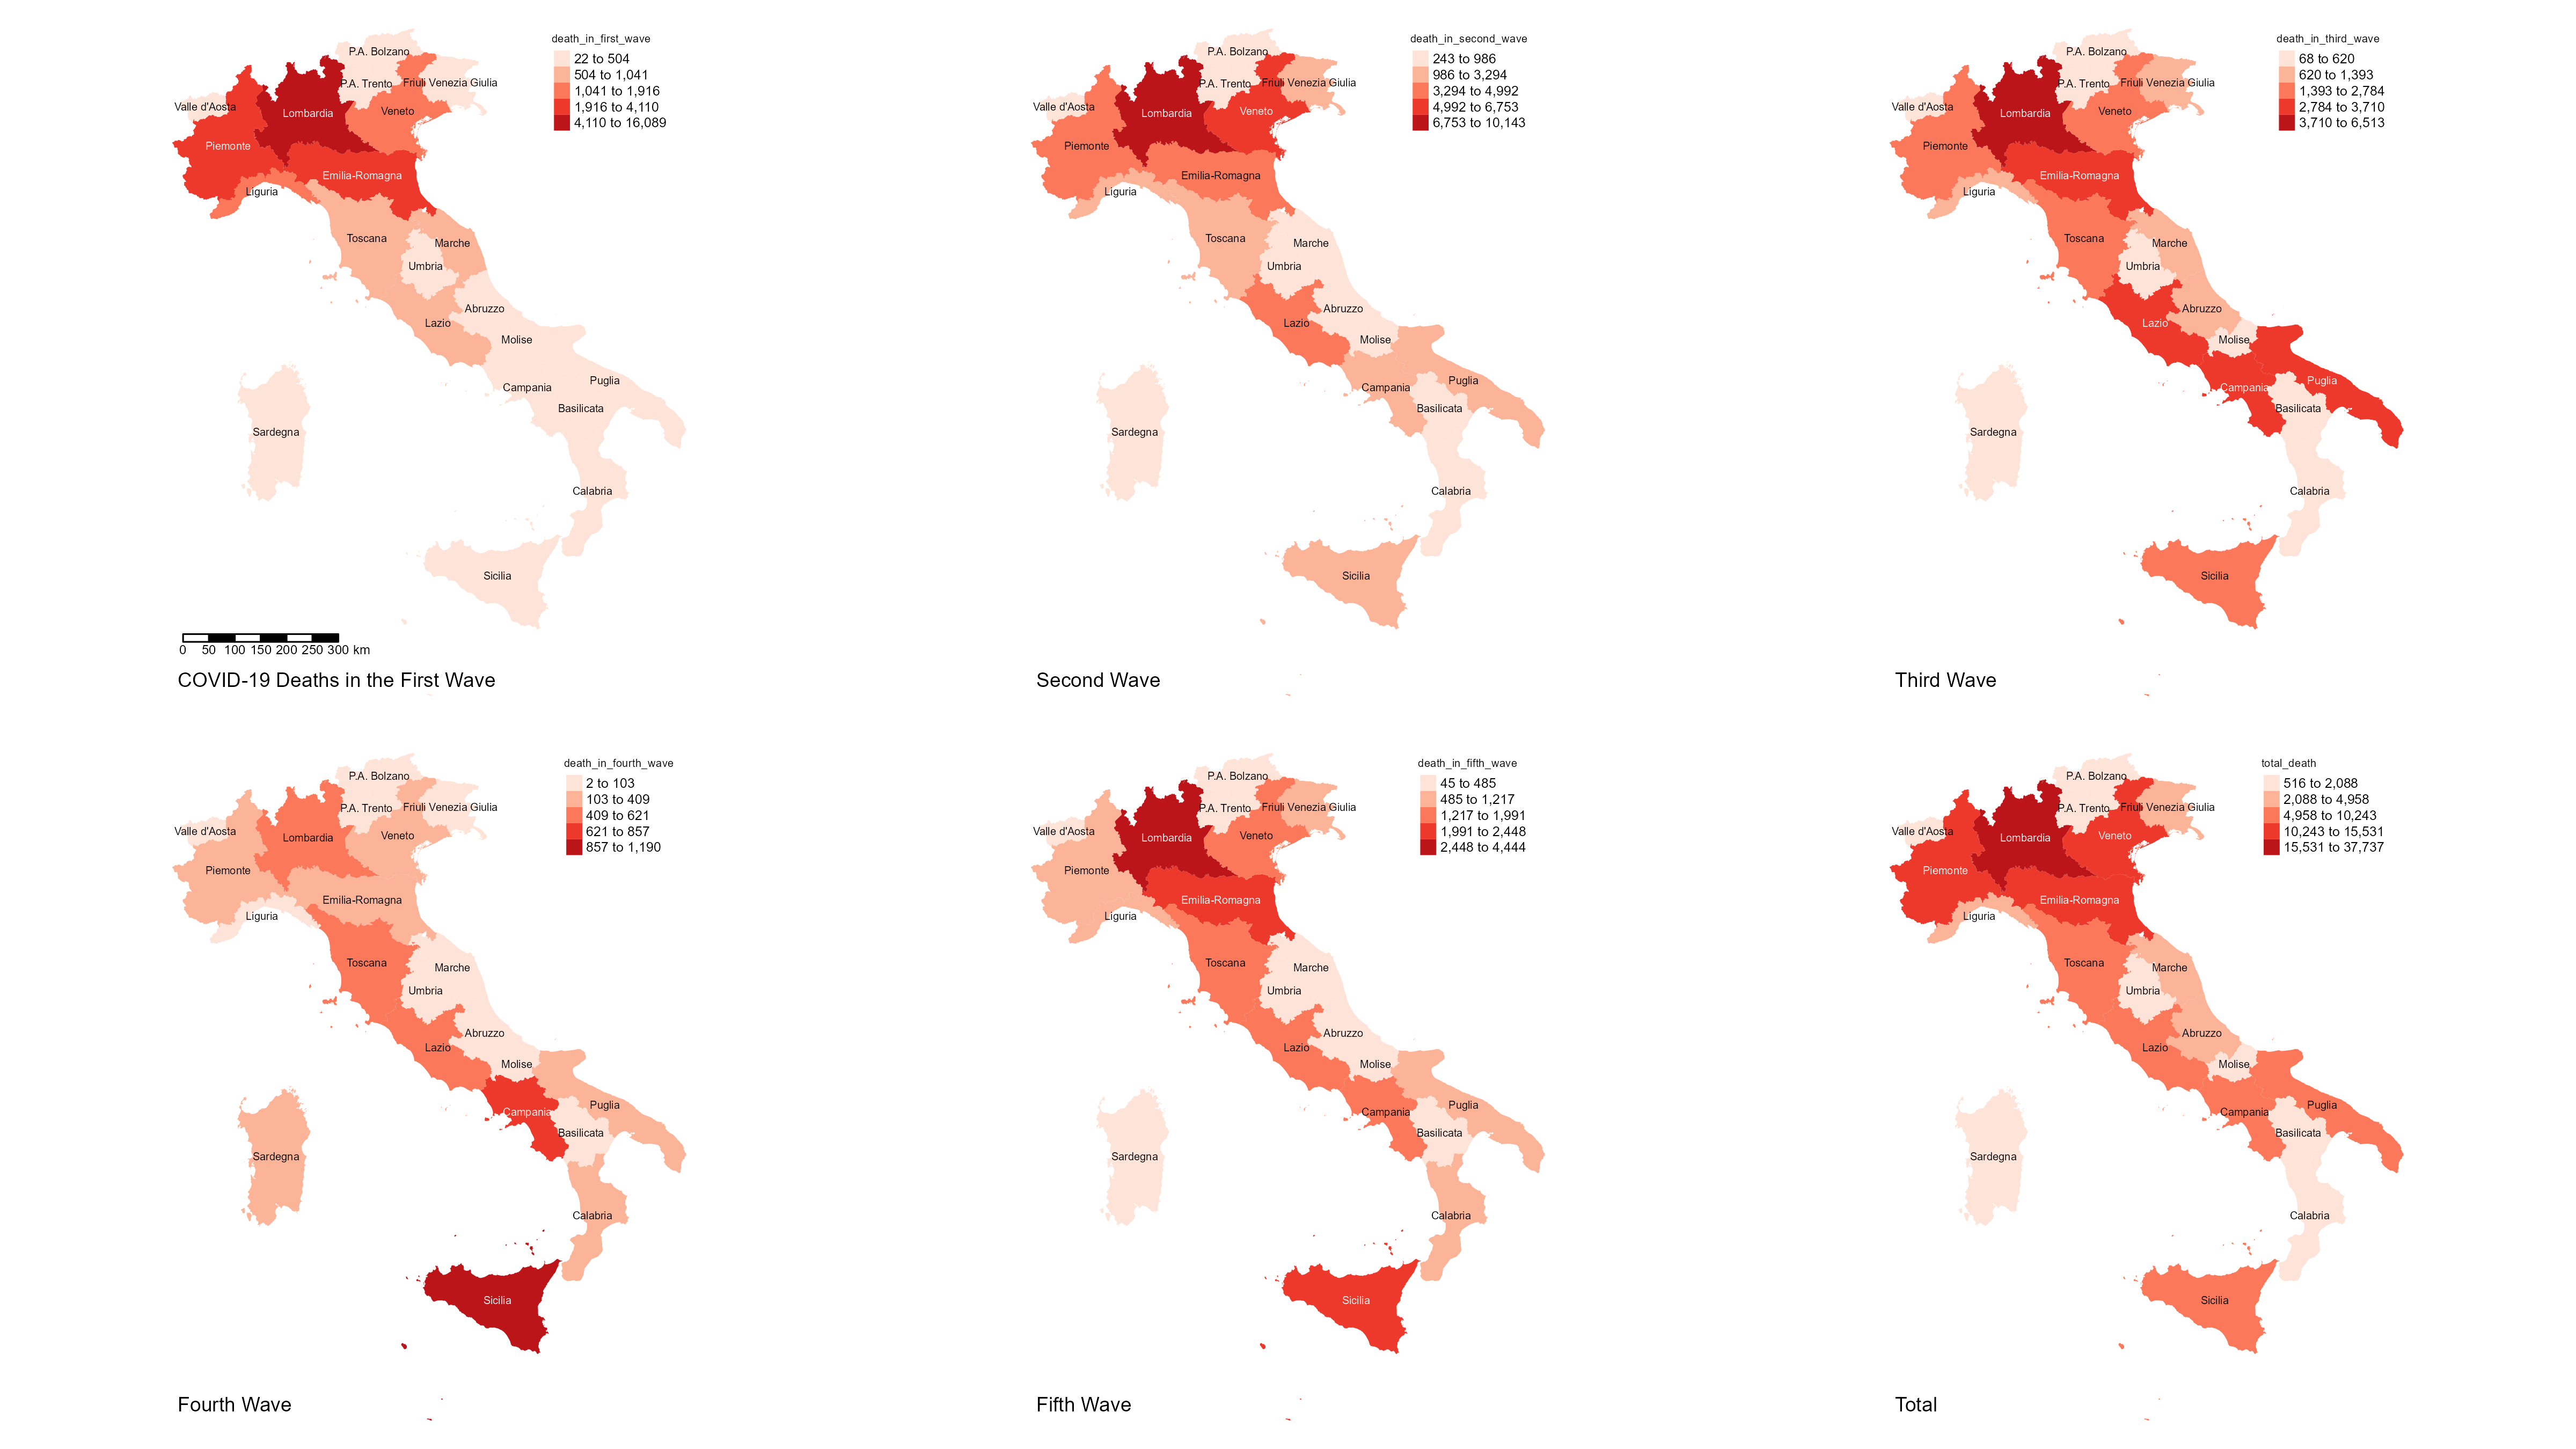 death_in_first_wave
22 to 504
504 to 1,041
1,041 to 1,916
1,916 to 4,110
4,110 to 16,089
P.A. Bolzano
P.A. Trento
Friuli Venezia Giulia
Valle d'Aosta
Lombardia
Veneto
Piemonte
Emilia-Romagna
Liguria
Toscana
Marche
Umbria
Abruzzo
Lazio
Molise
Campania
Puglia
Basilicata
Sardegna
Calabria
Sicilia
0 50 100 150 200 250 300 km
COVID-19 Deaths in the First Wave
death_in_second_wave
243 to 986
986 to 3,294
3,294 to 4,992
4,992 to 6,753
6,753 to 10,143
P.A. Bolzano
P.A. Trento
Friuli Venezia Giulia
Valle d'Aosta
Lombardia
Veneto
Piemonte
Emilia-Romagna
Liguria
Toscana
Marche
Umbria
Abruzzo
Lazio
Molise
Campania
Puglia
Basilicata
Sardegna
Calabria
Sicilia
Second Wave
death_in_third_wave
68 to 620
620 to 1,393
1,393 to 2,784
2,784 to 3,710
3,710 to 6,513
P.A. Bolzano
P.A. Trento
Friuli Venezia Giulia
Valle d'Aosta
Lombardia
Veneto
Piemonte
Emilia-Romagna
Liguria
Toscana
Marche
Umbria
Abruzzo
Lazio
Molise
Campania
Puglia
Basilicata
Sardegna
Calabria
Sicilia
Third Wave
death_in_fourth_wave
2 to 103
103 to 409
409 to 621
621 to 857
857 to 1,190
P.A. Bolzano
P.A. Trento
Friuli Venezia Giulia
Valle d'Aosta
Lombardia
Veneto
Piemonte
Emilia-Romagna
Liguria
Toscana
Marche
Umbria
Abruzzo
Lazio
Molise
Campania
Puglia
Basilicata
Sardegna
Calabria
Sicilia
Fourth Wave
death_in_fifth_wave
45 to 485
485 to 1,217
1,217 to 1,991
1,991 to 2,448
2,448 to 4,444
P.A. Bolzano
P.A. Trento
Friuli Venezia Giulia
Valle d'Aosta
Lombardia
Veneto
Piemonte
Emilia-Romagna
Liguria
Toscana
Marche
Umbria
Abruzzo
Lazio
Molise
Campania
Puglia
Basilicata
Sardegna
Calabria
Sicilia
Fifth Wave
total_death
516 to 2,088
2,088 to 4,958
4,958 to 10,243
10,243 to 15,531
15,531 to 37,737
P.A. Bolzano
P.A. Trento
Friuli Venezia Giulia
Valle d'Aosta
Lombardia
Veneto
Piemonte
Emilia-Romagna
Liguria
Toscana
Marche
Umbria
Abruzzo
Lazio
Molise
Campania
Puglia
Basilicata
Sardegna
Calabria
Sicilia
Total